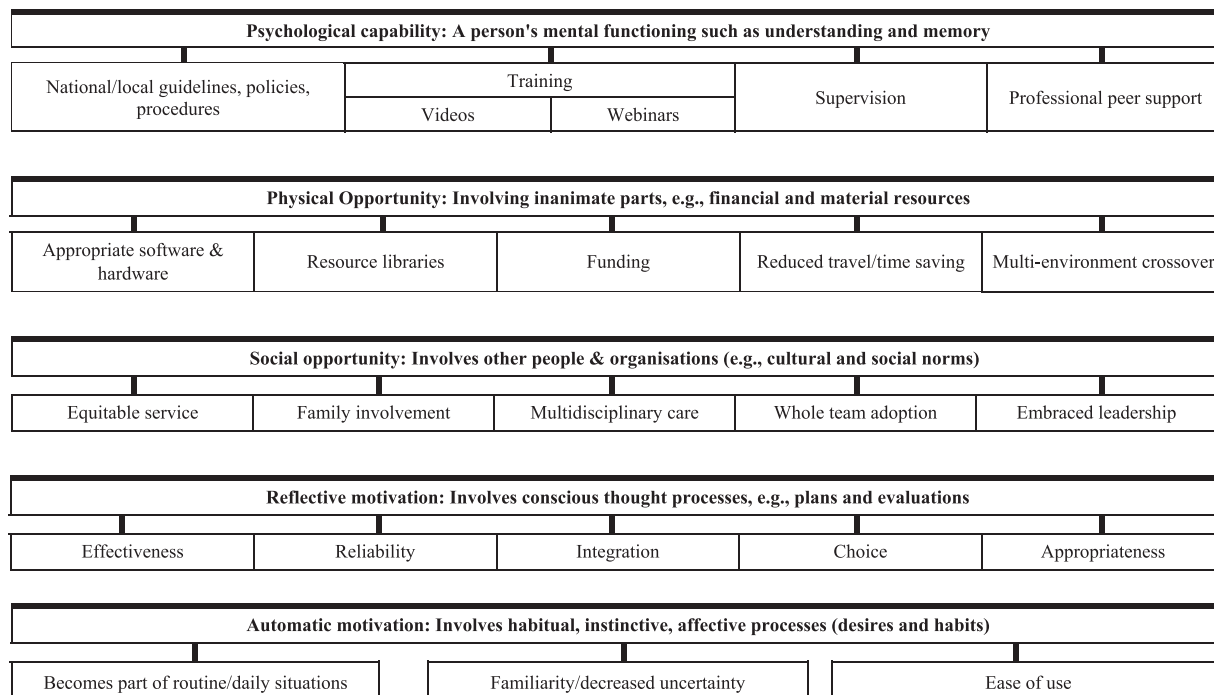 Psychological capability: A person's mental functioning such as understanding and memory
National/local guidelines, policies,
procedures
Training
Videos
Webinars
Supervision
Professional peer support
Physical Opportunity: Involving inanimate parts, e.g., financial and material resources
Appropriate software &
hardware
Resource libraries
Funding
Reduced travel/time saving
Multi-environment crossover
Social opportunity: Involves other people & organisations (e.g., cultural and social norms)
Equitable service
Family involvement
Multidisciplinary care
Whole team adoption
Embraced leadership
Reflective motivation: Involves conscious thought processes, e.g., plans and evaluations
Effectiveness
Reliability
Integration
Choice
Appropriateness
Automatic motivation: Involves habitual, instinctive, affective processes (desires and habits)
Becomes part of routine/daily situations
Familiarity/decreased uncertainty
Ease of use